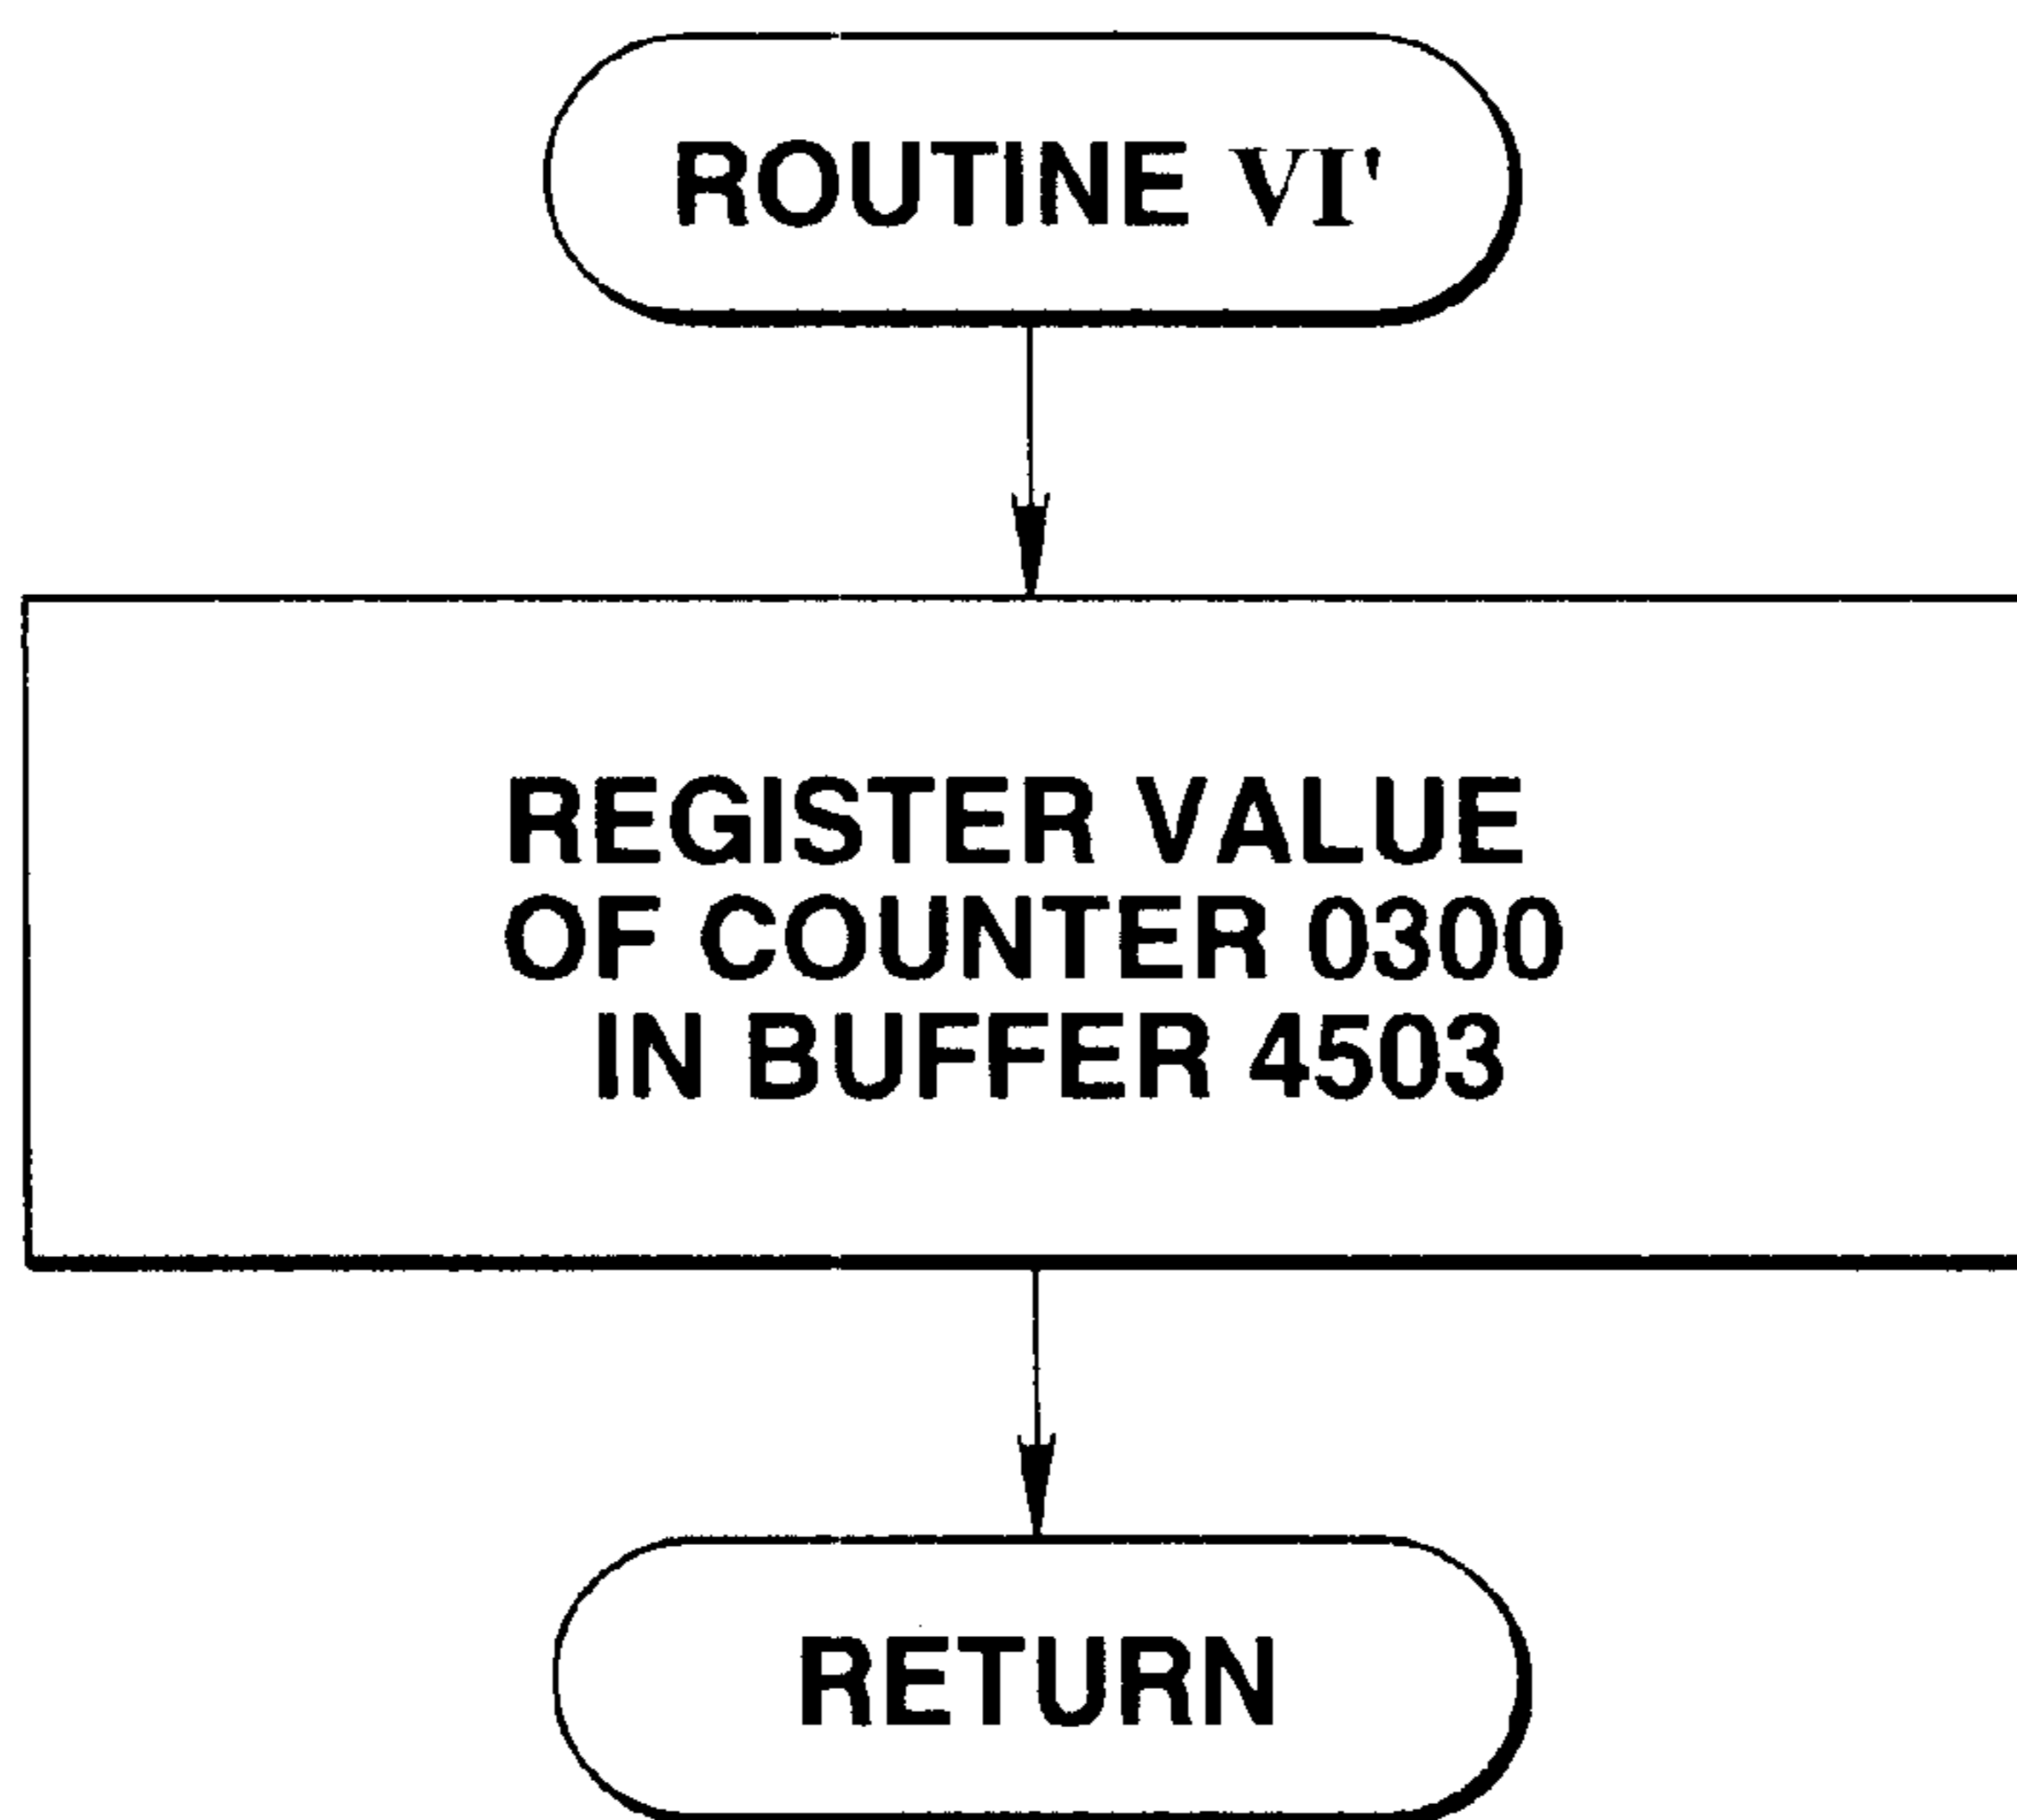 ROUTINE VI'
REGISTER VALUE
OF COUNTER 0300
IN BUFFER 4503
RETURN